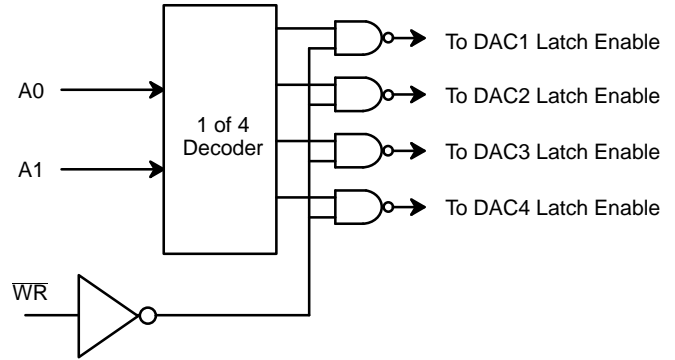 To DAC1 Latch Enable
A0
To DAC2 Latch Enable
1 of 4
Decoder
To DAC3 Latch Enable
A1
To DAC4 Latch Enable
W̅R̅